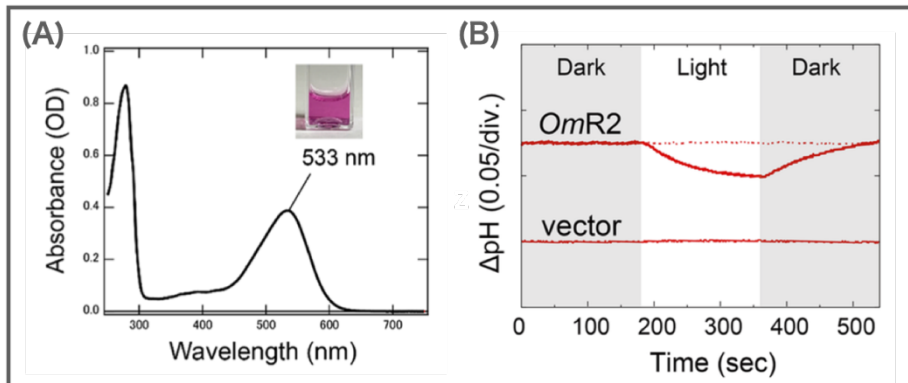 (A)
1.0
0.8
0.6
0.4
0.2
0.0
Absorbance (OD)
533 nm
300 400 500 600 700
Wavelength (nm)
(B)
Dark Light Dark
OmR2
vector
ΔpH (0.05/div.)
0 100 200 300 400 500
Time (sec)